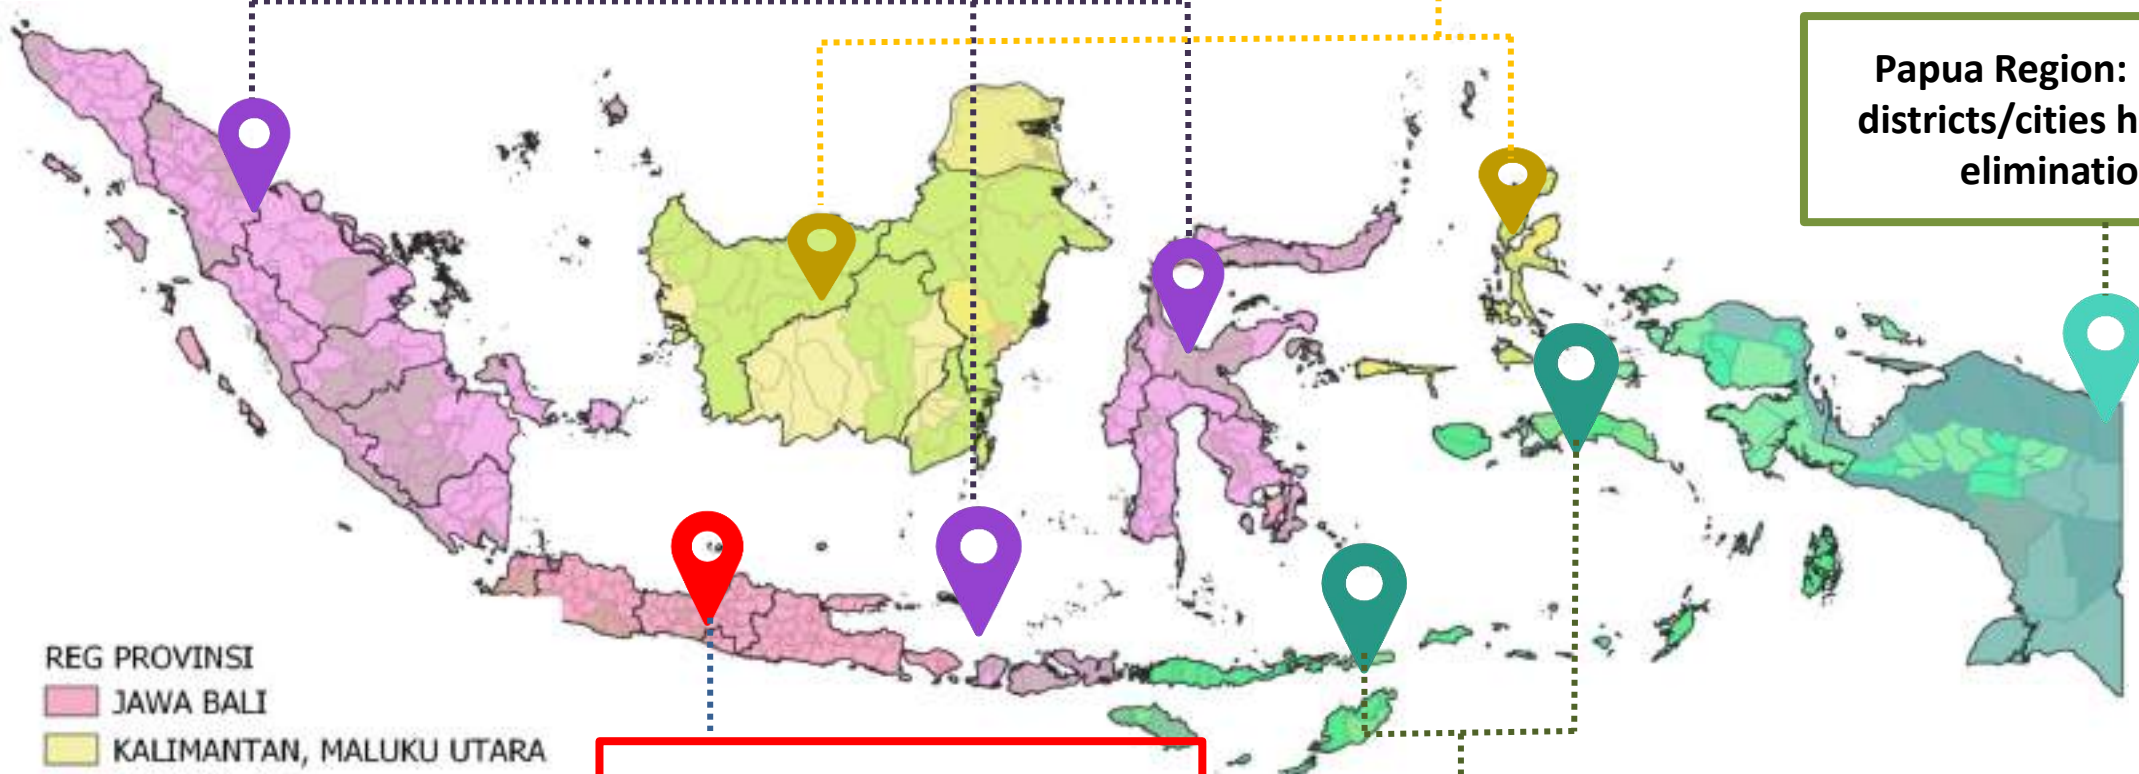 Papua Region:
districts/cities h
eliminatio
REG PROVINSI
JAWA BALI
KALIMANTAN, MALUKU UTARA